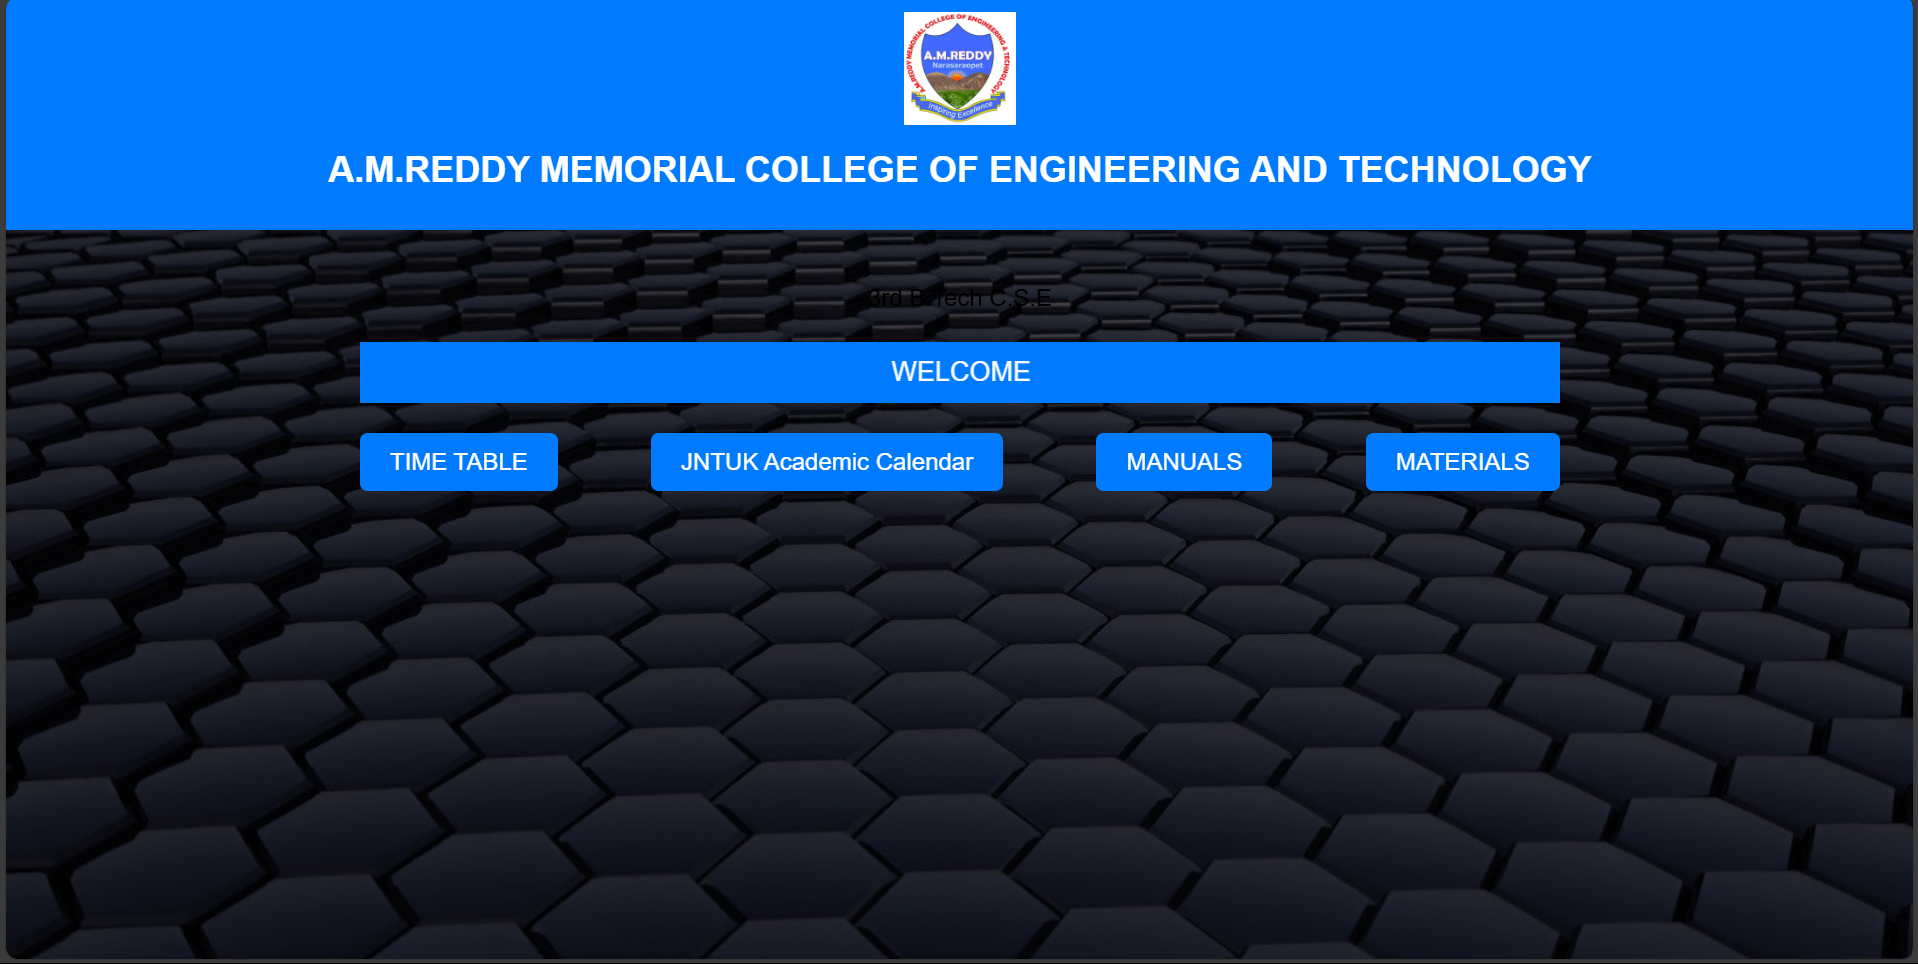 A.M.REDDY MEMORIAL COLLEGE OF ENGINEERING & TECHNOLOGY
A.M.REDDY
Narasaraopet
Inspiring Excellence
A.M.REDDY MEMORIAL COLLEGE OF ENGINEERING AND TECHNOLOGY
3rd B.Tech C.S.E
WELCOME
TIME TABLE
JNTUK Academic Calendar
MANUALS
MATERIALS